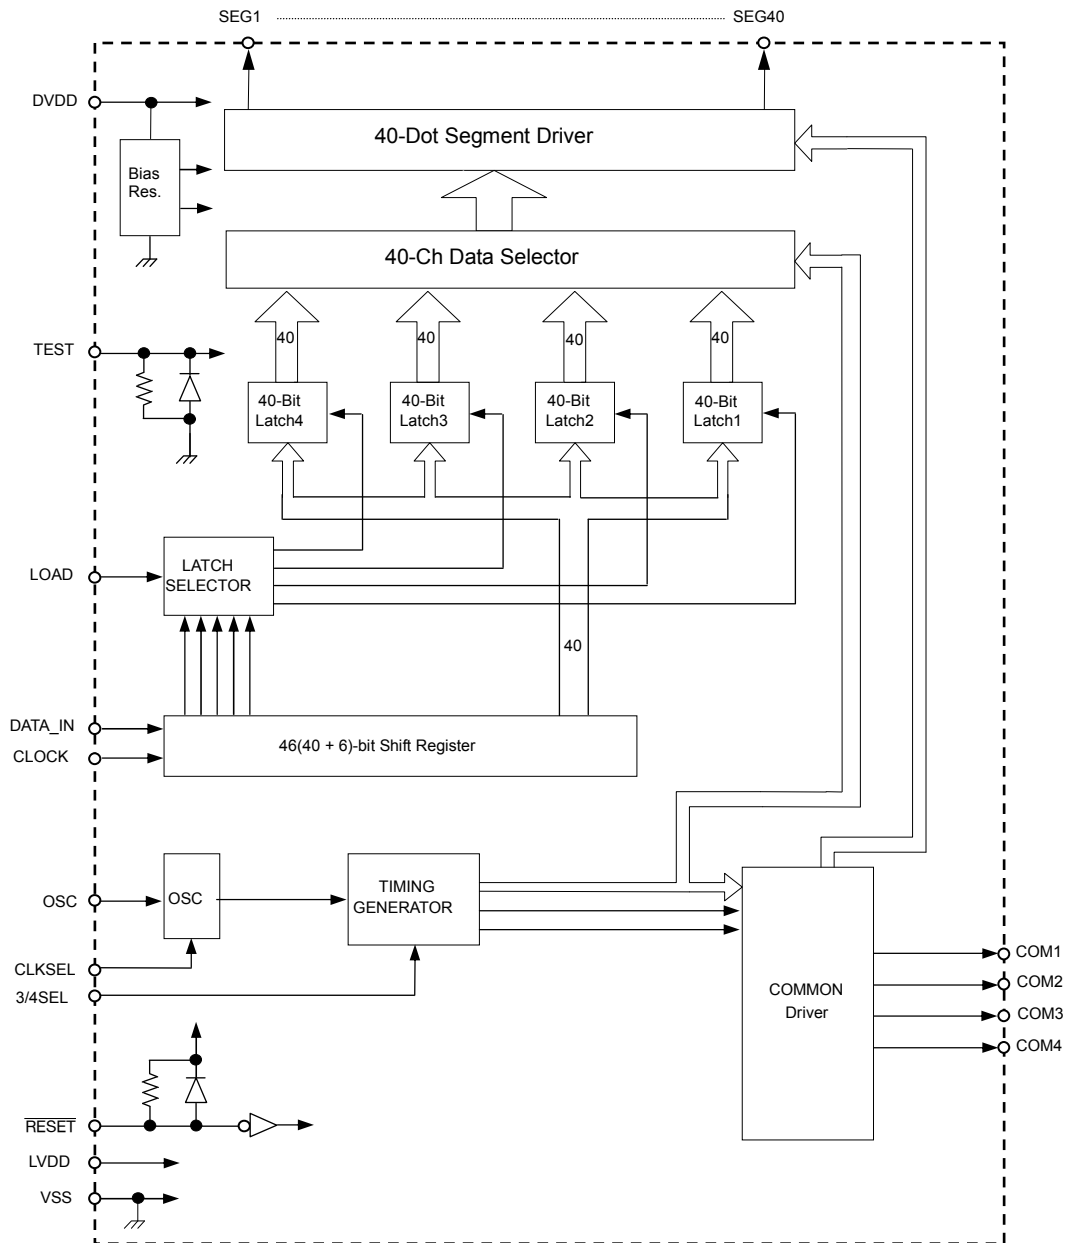 SEG1 SEG40
DVDD
40-Dot Segment Driver
Bias
Res.
40-Ch Data Selector
40 40 40 40
TEST
40-Bit
Latch4
40-Bit
Latch3
40-Bit
Latch2
40-Bit
Latch1
LOAD
LATCH
SELECTOR
40
DATA_IN
CLOCK
46(40 + 6)-bit Shift Register
OSC
OSC
TIMING
GENERATOR
CLKSEL
3/4SEL
COMMON
Driver
COM1
COM2
COM3
COM4
RESET
LVDD
VSS